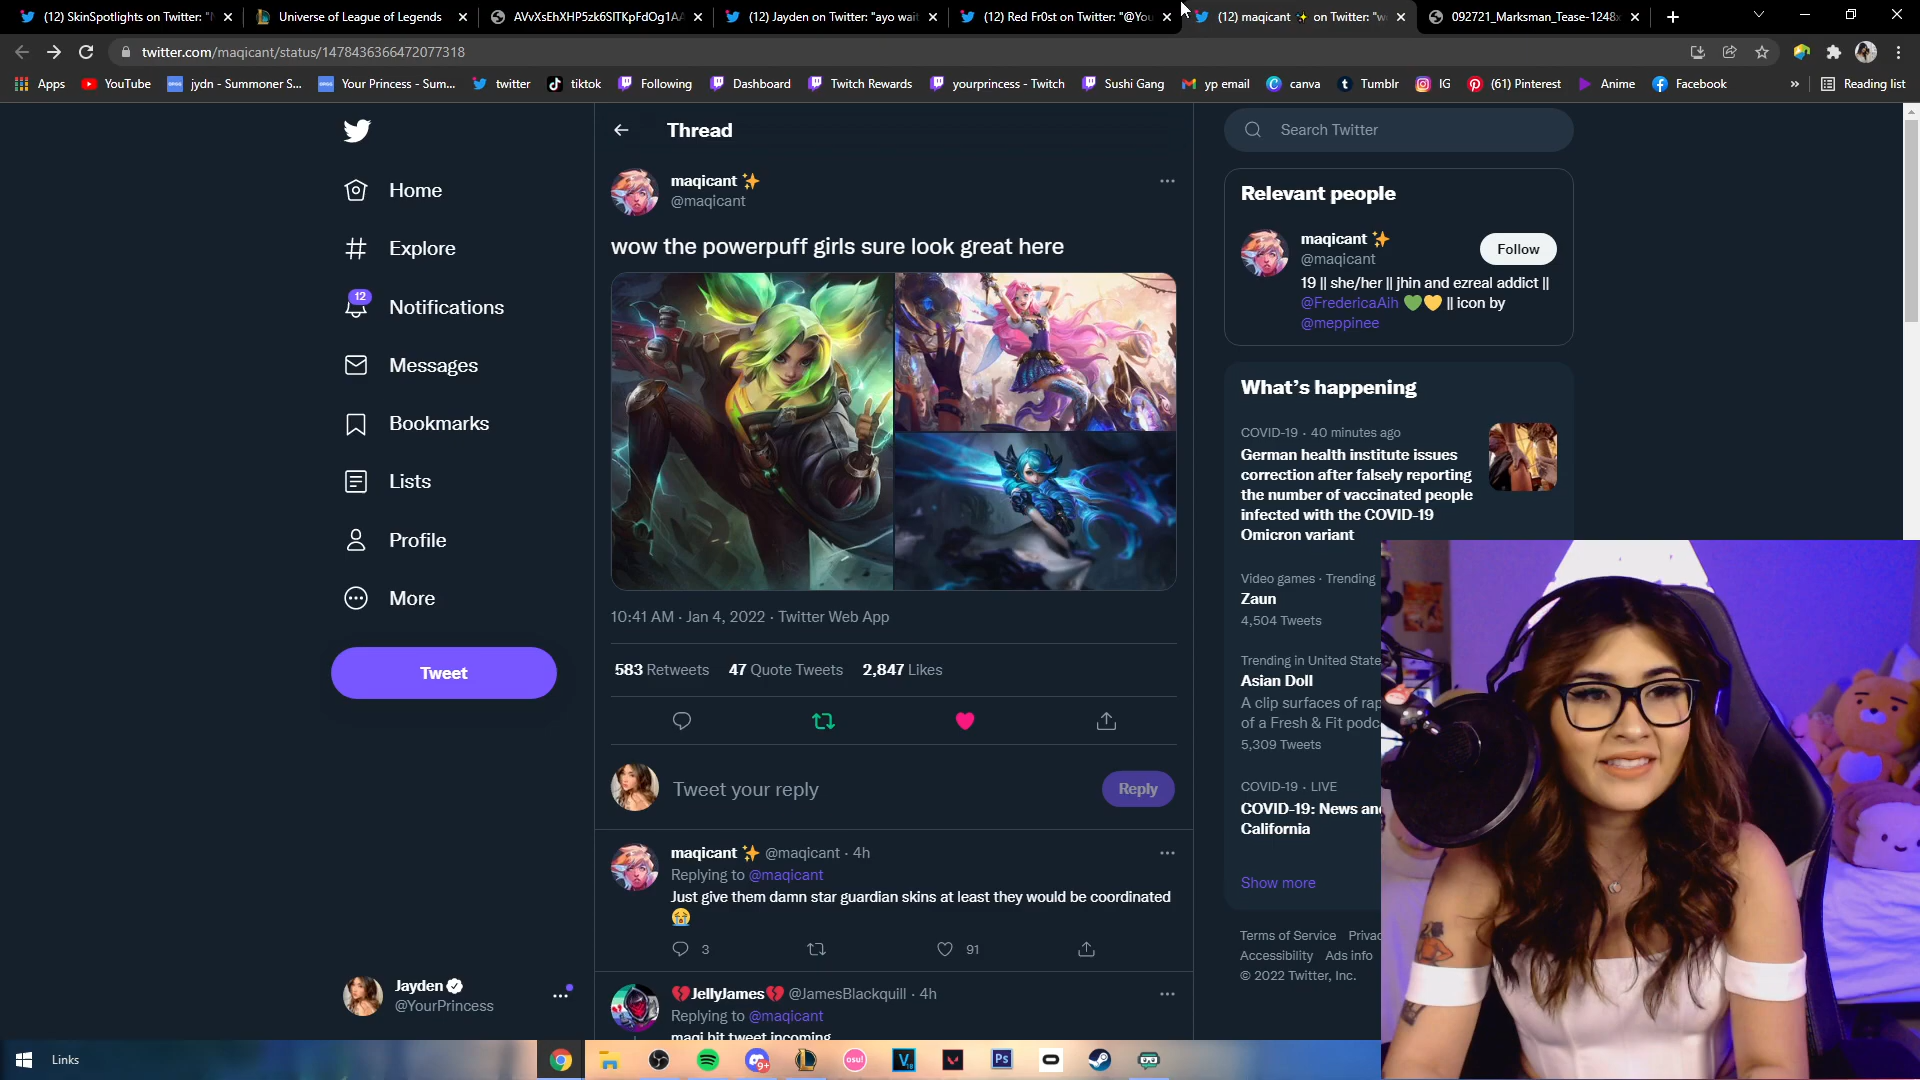 (12) SkinSpotlights on Twitter: "N
Universe of League of Legends
AVvXsEhXHP5zk6SITKpFdOg1AA
(12) Jayden on Twitter: "ayo wait
(12) Red Fr0st on Twitter: "@You
(12) maqicant ✨ on Twitter: "wo
092721_Marksman_Tease-1248x
twitter.com/maqicant/status/1478436366472077318
Apps
YouTube
jydn - Summoner S...
Your Princess - Sum...
twitter
tiktok
Following
Dashboard
Twitch Rewards
yourprincess - Twitch
Sushi Gang
yp email
canva
Tumblr
IG
(61) Pinterest
Anime
Facebook
»
Reading list
Home
Explore
12
Notifications
Messages
Bookmarks
Lists
Profile
More
Tweet
Jayden
@YourPrincess
Thread
maqicant ✨
@maqicant
wow the powerpuff girls sure look great here
10:41 AM · Jan 4, 2022 · Twitter Web App
583 Retweets 47 Quote Tweets 2,847 Likes
Tweet your reply
Reply
maqicant ✨ @maqicant · 4h
Replying to @maqicant
Just give them damn star guardian skins at least they would be coordinated
😭
3
91
💔JellyJames💔 @JamesBlackquill · 4h
Replying to @maqicant
maqi hit tweet incoming
Search Twitter
Relevant people
maqicant ✨
@maqicant
Follow
19 || she/her || jhin and ezreal addict ||
@FredericaAih 💚💛 || icon by
@meppinee
What's happening
COVID-19 · 40 minutes ago
German health institute issues
correction after falsely reporting
the number of vaccinated people
infected with the COVID-19
Omicron variant
Video games · Trending
Zaun
4,504 Tweets
Trending in United State
Asian Doll
A clip surfaces of rap
of a Fresh & Fit podc
5,309 Tweets
COVID-19 · LIVE
COVID-19: News an
California
Show more
Terms of Service Privac
Accessibility Ads info
© 2022 Twitter, Inc.
Links
9+
osu!
V
Ps